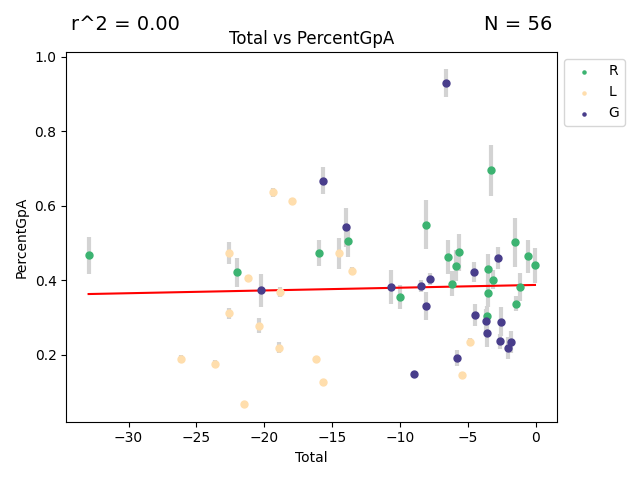 r^2 = 0.00
N = 56
Total vs PercentGpA
1.0
0.8
0.6
0.4
0.2
PercentGpA
−30
−25
−20
−15
−10
−5
0
Total
R
L
G